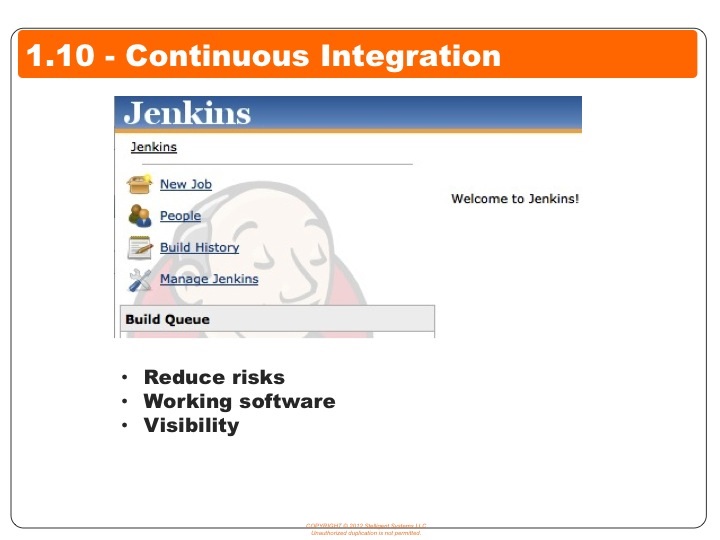 1.10 - Continuous Integration
Jenkins
Jenkins
New Job
Welcome to Jenkins!
People
Build History
Manage Jenkins
Build Queue
• Reduce risks
• Working software
• Visibility
COPYRIGHT © 2012 Stelligent Systems LLC
Unauthorized duplication is not permitted.